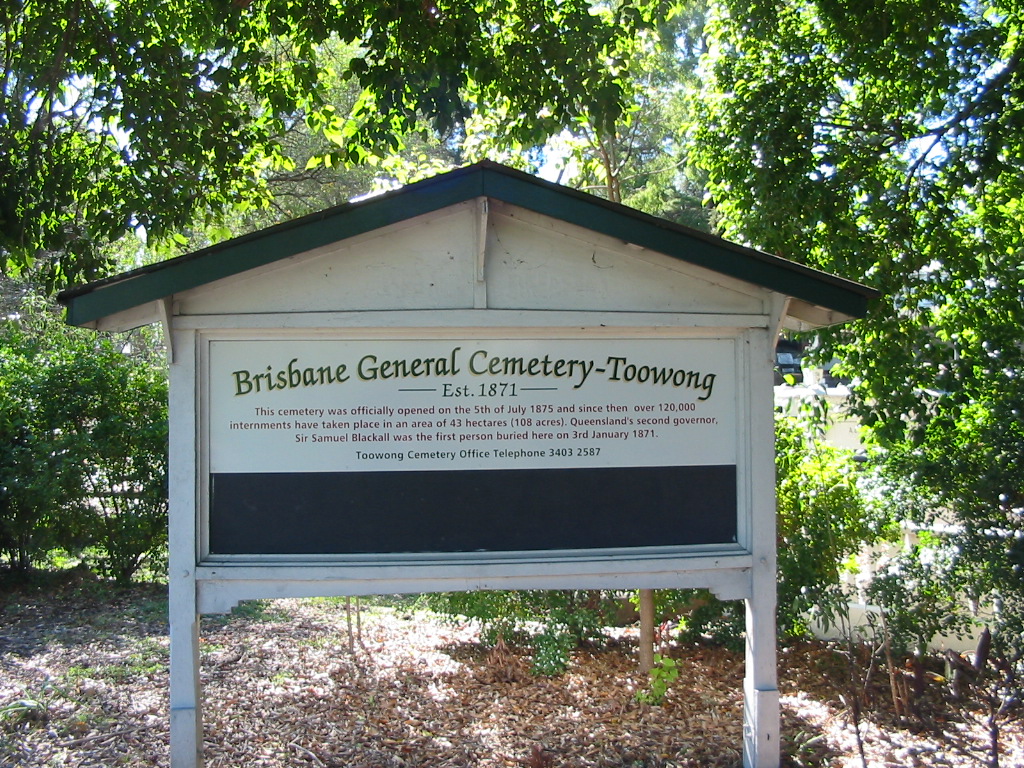 Brisbane General Cemetery-Toowong
Est. 1871
This cemetery was officially opened on the 5th of July 1875 and since then over 120,000
internments have taken place in an area of 43 hectares (108 acres). Queensland's second governor,
Sir Samuel Blackall was the first person buried here on 3rd January 1871.
Toowong Cemetery Office Telephone 3403 2587